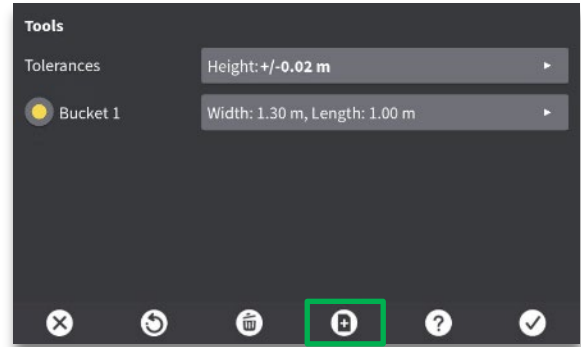 Tools
Tolerances Height: +/-0.02 m
Bucket 1 Width: 1.30 m, Length: 1.00 m